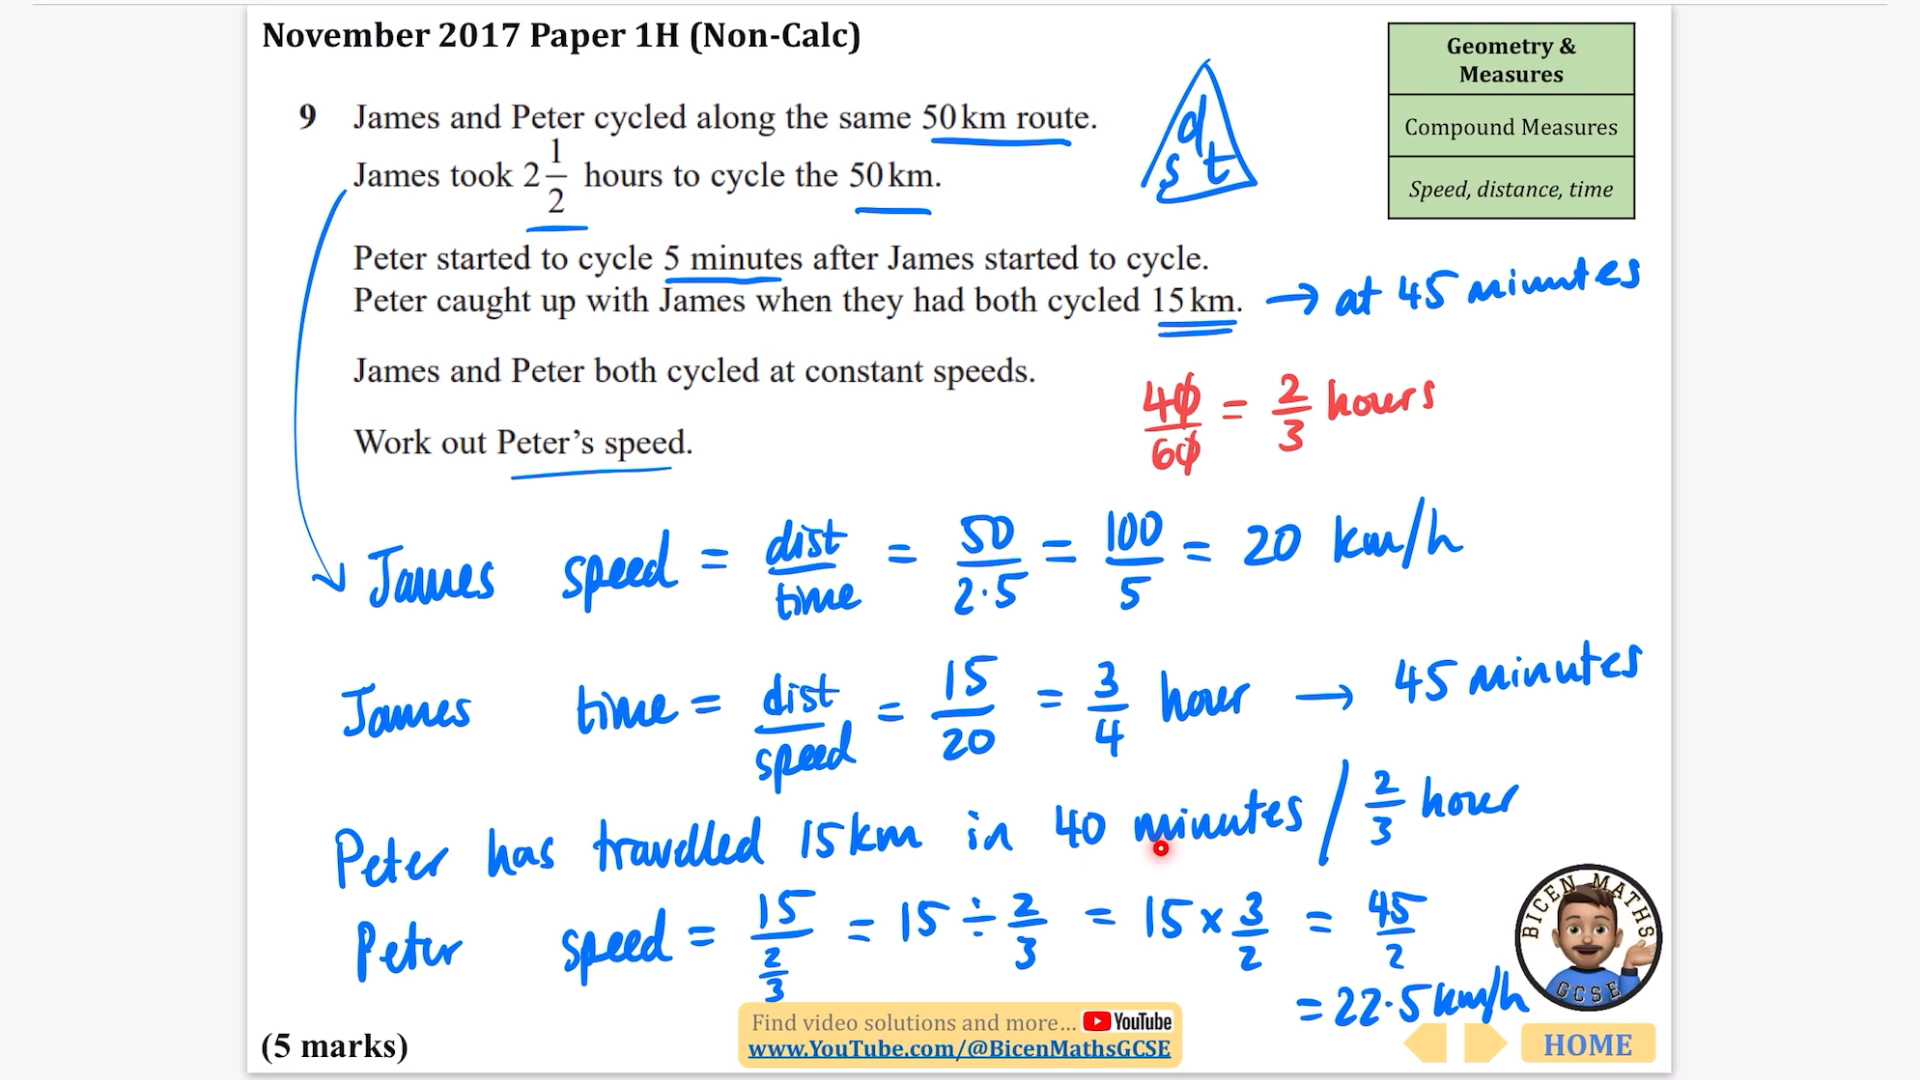 November 2017 Paper 1H (Non-Calc)
Geometry &
Measures
Compound Measures
Speed, distance, time
d
s t
9 James and Peter cycled along the same 50 km route.
James took 2 1/2 hours to cycle the 50 km.
Peter started to cycle 5 minutes after James started to cycle.
Peter caught up with James when they had both cycled 15 km. → at 45 minutes
James and Peter both cycled at constant speeds.
40/60 = 2/3 hours
Work out Peter's speed.
James speed = dist/time = 50/2·5 = 100/5 = 20 km/h
James time = dist/speed = 15/20 = 3/4 hour → 45 minutes
Peter has travelled 15km in 40 minutes / 2/3 hour
Peter speed = 15/(2/3) = 15 ÷ 2/3 = 15 × 3/2 = 45/2
= 22·5 km/h
BICEN MATHS
GCSE
(5 marks)
Find video solutions and more... YouTube
www.YouTube.com/@BicenMathsGCSE
HOME